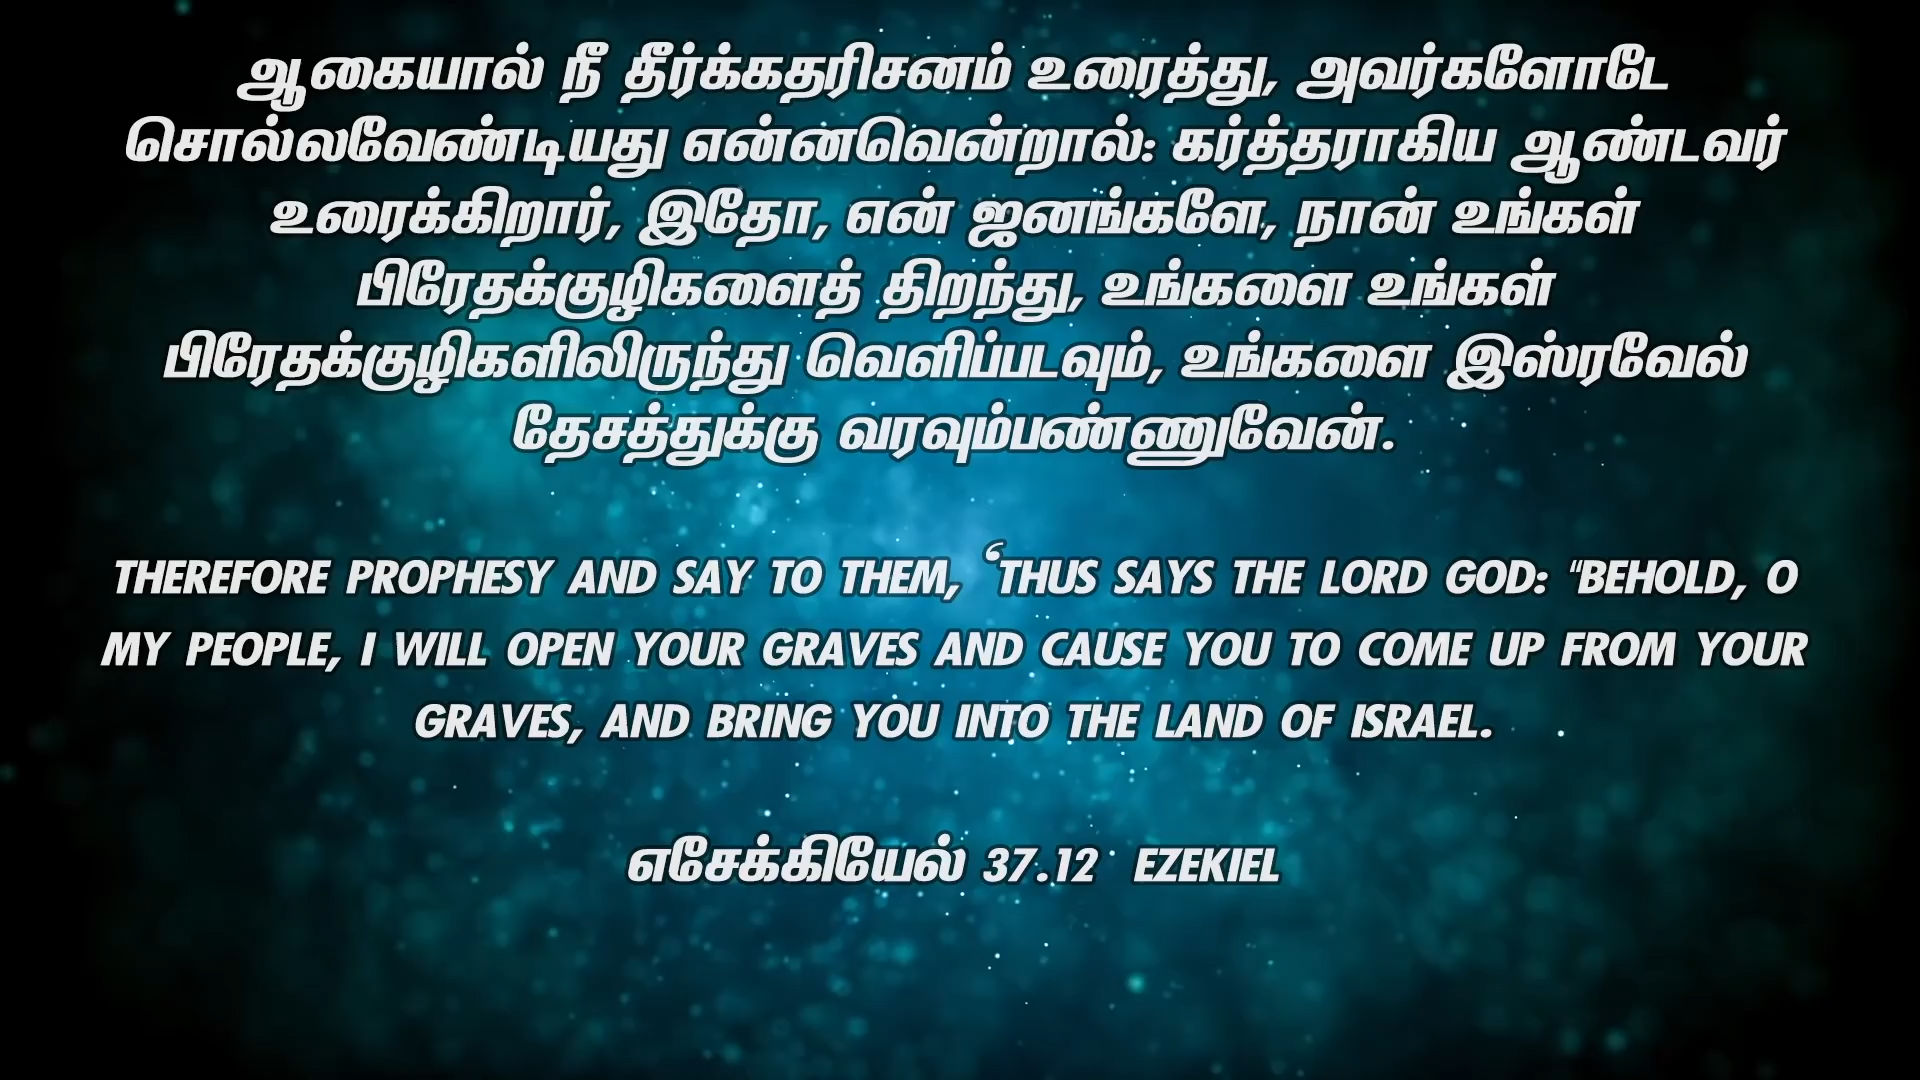 ஆகையால் நீ தீர்க்கதரிசனம் உரைத்து, அவர்களோடே
சொல்லவேண்டியது என்னவென்றால்: கர்த்தராகிய ஆண்டவர்
உரைக்கிறார், இதோ, என் ஜனங்களே, நான் உங்கள்
பிரேதக்குழிகளைத் திறந்து, உங்களை உங்கள்
பிரேதக்குழிகளிலிருந்து வெளிப்படவும், உங்களை இஸ்ரவேல்
தேசத்துக்கு வரவும்பண்ணுவேன்.
THEREFORE PROPHESY AND SAY TO THEM, ‘THUS SAYS THE LORD GOD: "BEHOLD, O
MY PEOPLE, I WILL OPEN YOUR GRAVES AND CAUSE YOU TO COME UP FROM YOUR
GRAVES, AND BRING YOU INTO THE LAND OF ISRAEL.
எசேக்கியேல் 37.12 EZEKIEL